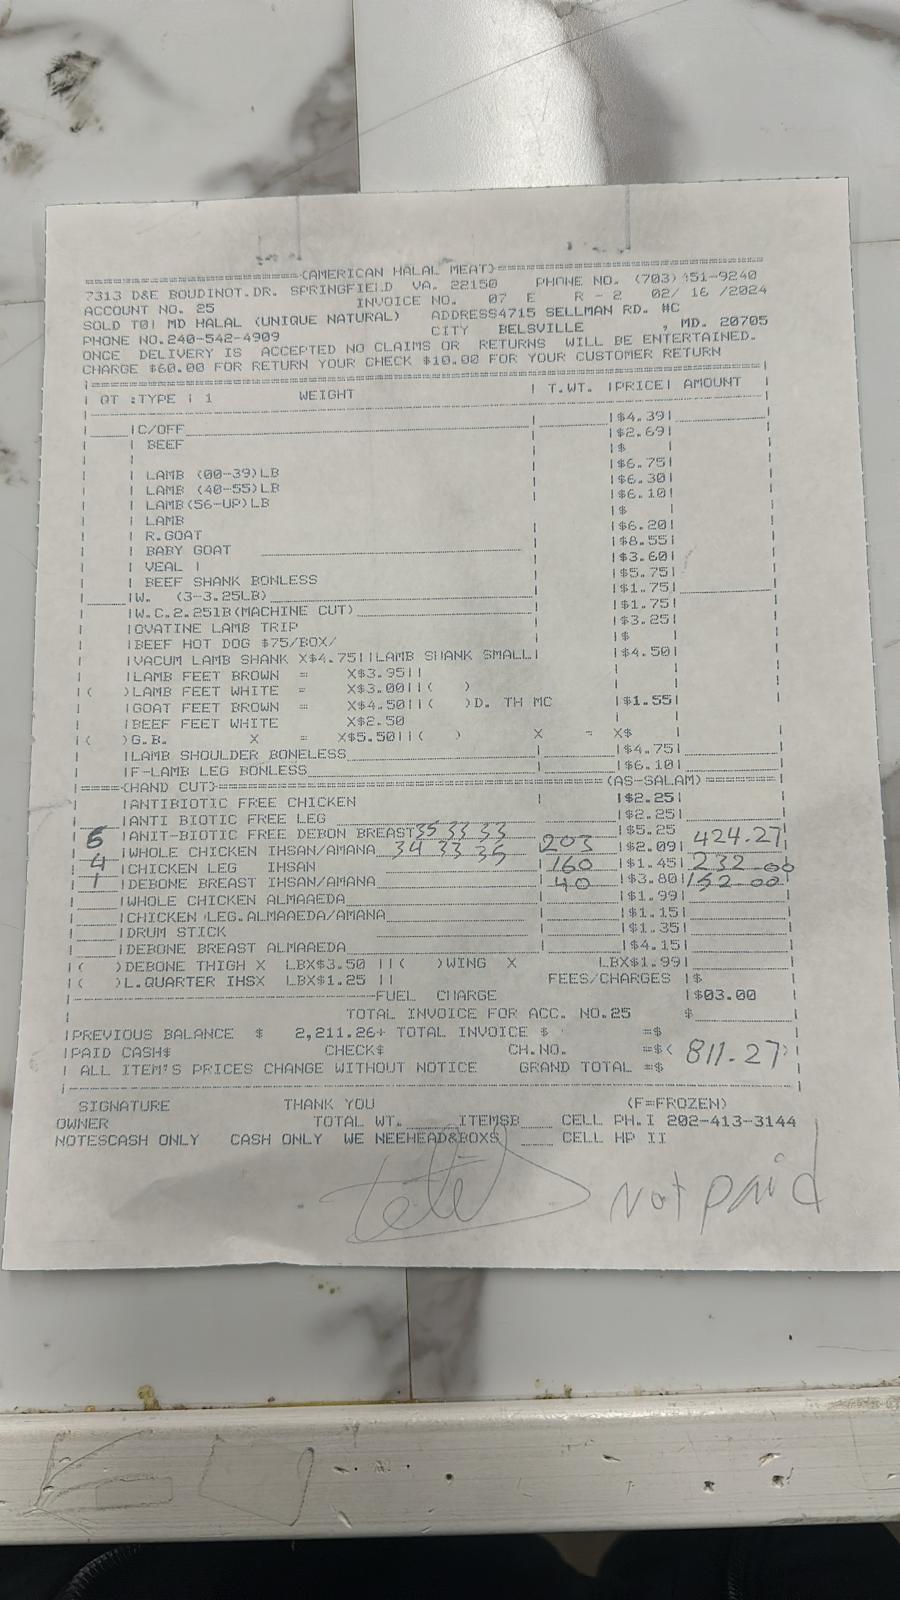 (AMERICAN HALAL MEAT)
7313 D&E BOUDINOT.DR. SPRINGFIELD VA. 22150 PHONE NO. (703) 451-9240
ACCOUNT NO. 25 INVOICE NO. 07 E R - 2 02/ 16 /2024
SOLD TO! MD HALAL (UNIQUE NATURAL) ADDRESS4715 SELLMAN RD. #C
PHONE NO.240-542-4909 CITY BELSVILLE , MD. 20705
ONCE DELIVERY IS ACCEPTED NO CLAIMS OR RETURNS WILL BE ENTERTAINED.
CHARGE $60.00 FOR RETURN YOUR CHECK $10.00 FOR YOUR CUSTOMER RETURN
QT :TYPE | 1 WEIGHT T.WT. |PRICE| AMOUNT
C/OFF $4.39
BEEF $2.69
$
LAMB (00-39)LB $6.75
LAMB (40-55)LB $6.30
LAMB(56-UP)LB $6.10
LAMB $
R.GOAT $6.20
BABY GOAT $8.55
VEAL | $3.60
BEEF SHANK BONLESS $5.75
W. (3-3.25LB) $1.75
W.C.2.25LB(MACHINE CUT) $1.75
OVATINE LAMB TRIP $3.25
BEEF HOT DOG $75/BOX/ $
VACUM LAMB SHANK X$4.75||LAMB SHANK SMALL| $4.50
LAMB FEET BROWN = X$3.95||
( )LAMB FEET WHITE = X$3.00||( )
GOAT FEET BROWN = X$4.50||( )D. TH MC $1.55
BEEF FEET WHITE X$2.50
( )G.B. X = X$5.50||( ) X = X$
LAMB SHOULDER BONELESS $4.75
F-LAMB LEG BONLESS $6.10
(HAND CUT) (AS-SALAM)
ANTIBIOTIC FREE CHICKEN $2.25
ANTI BIOTIC FREE LEG $2.25
ANIT-BIOTIC FREE DEBON BREAST 35 33 33 $5.25
6 WHOLE CHICKEN IHSAN/AMANA 34 33 35 203 $2.09 424.27
4 CHICKEN LEG IHSAN 160 $1.45 232-00
1 DEBONE BREAST IHSAN/AMANA 40 $3.80 152-00
WHOLE CHICKEN ALMAAEDA $1.99
CHICKEN LEG.ALMAAEDA/AMANA $1.15
DRUM STICK $1.35
DEBONE BREAST ALMAAEDA $4.15
( )DEBONE THIGH X LBX$3.50 ||( )WING X LBX$1.99|
( )L.QUARTER IHSX LBX$1.25 || FEES/CHARGES |$
FUEL CHARGE |$03.00
TOTAL INVOICE FOR ACC. NO.25 $
PREVIOUS BALANCE $ 2,211.26+ TOTAL INVOICE $ =$
PAID CASH$ CHECK$ CH.NO. =$< 811.27>
ALL ITEM'S PRICES CHANGE WITHOUT NOTICE GRAND TOTAL =$
SIGNATURE THANK YOU (F=FROZEN)
OWNER TOTAL WT. ITEMSB CELL PH.I 202-413-3144
NOTESCASH ONLY CASH ONLY WE NEEHEAD&BOXS CELL HP II
Not paid